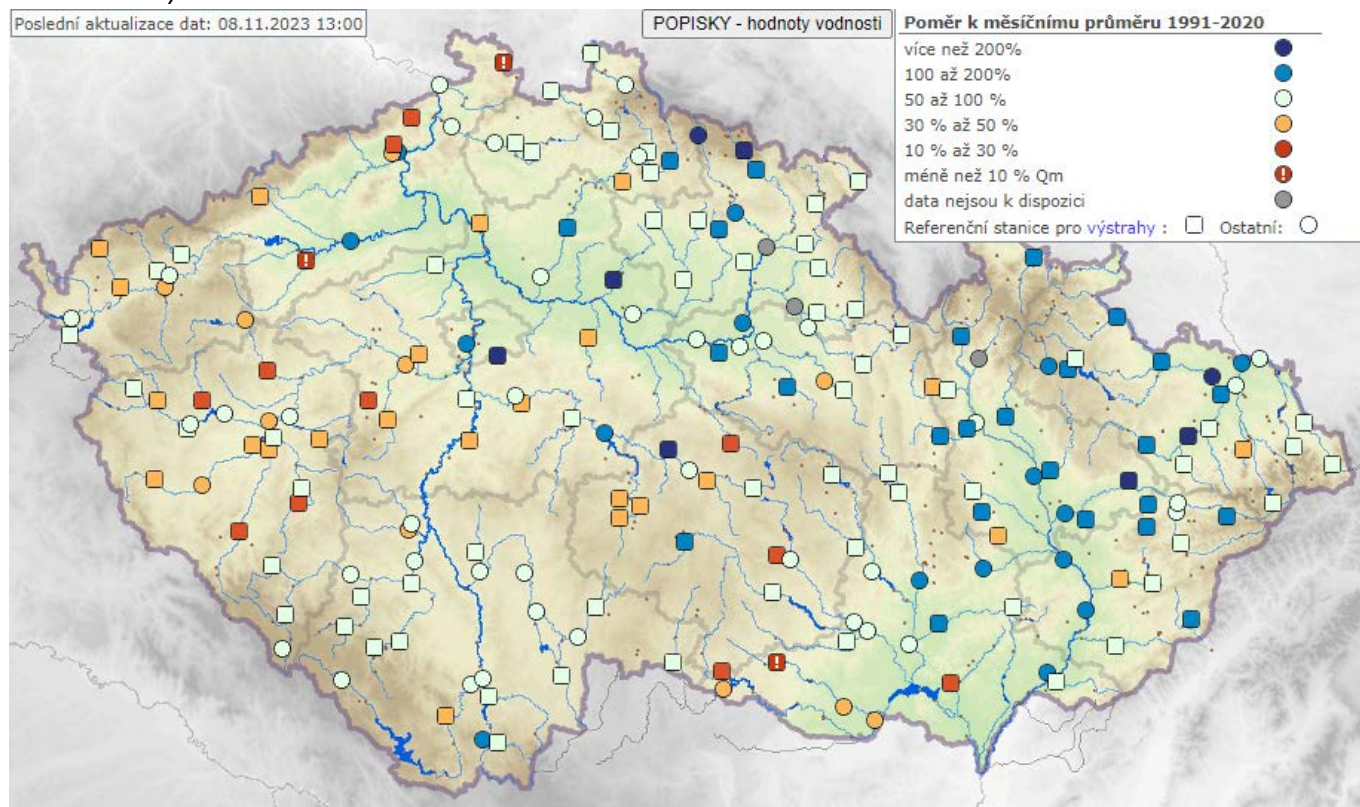 Poslední aktualizace dat: 08.11.2023 13:00
POPISKY - hodnoty vodnosti
Poměr k měsíčnímu průměru 1991-2020
více než 200%
100 až 200%
50 až 100 %
30 % až 50 %
10 % až 30 %
méně než 10 % Qm
data nejsou k dispozici
Referenční stanice pro výstrahy : Ostatní: